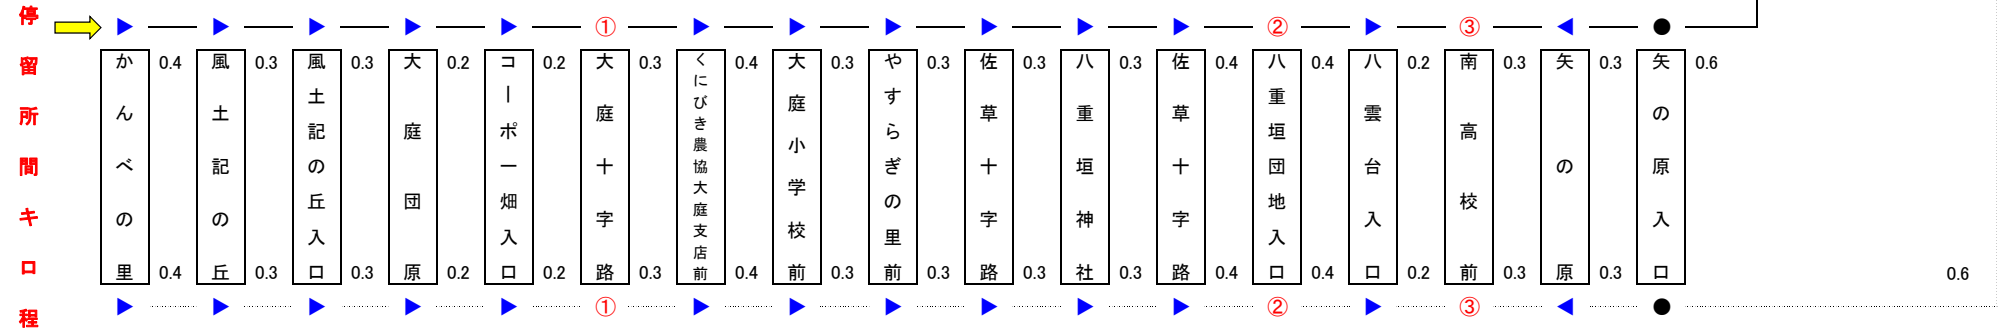 停留所間キロ程
① ② ③
かんべの里
0.4 0.4
風土記の丘
0.3 0.3
風土記の丘入口
0.3 0.3
大庭団原
0.2 0.2
コーポ一畑入口
0.2 0.2
大庭十字路
0.3 0.3
くにびき農協大庭支店前
0.4 0.4
大庭小学校前
0.3 0.3
やすらぎの里前
0.3 0.3
佐草十字路
0.3 0.3
八重垣神社
0.3 0.3
佐草十字路
0.4 0.4
八重垣団地入口
0.4 0.4
八雲台入口
0.2 0.2
南高校前
0.3 0.3
矢の原
0.3 0.3
矢の原入口
0.6 0.6
① ② ③